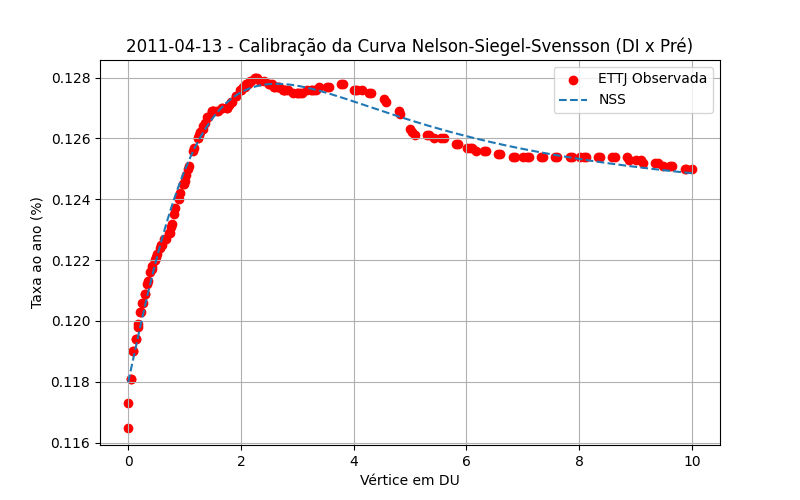 2011-04-13 - Calibração da Curva Nelson-Siegel-Svensson (DI x Pré)
ETTJ Observada
NSS
0.128
0.126
0.124
0.122
0.120
0.118
0.116
Taxa ao ano (%)
0 2 4 6 8 10
Vértice em DU